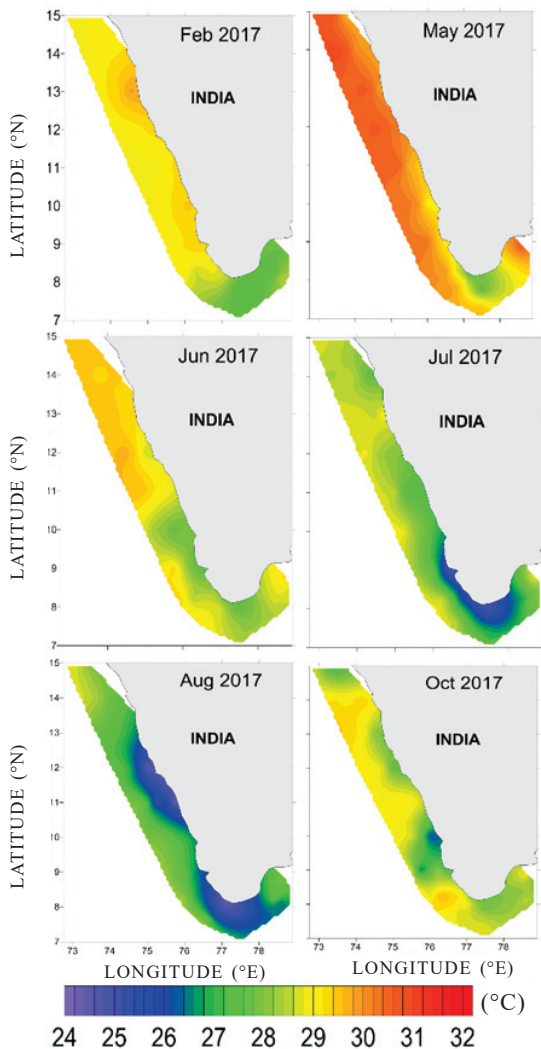 15
14
13
12
11
10
9
8
7
LATITUDE (°N)
Feb 2017
INDIA
May 2017
INDIA
15
14
13
12
11
10
9
8
7
LATITUDE (°N)
Jun 2017
INDIA
Jul 2017
INDIA
15
14
13
12
11
10
9
8
7
LATITUDE (°N)
Aug 2017
INDIA
Oct 2017
INDIA
73 74 75 76 77 78
73 74 75 76 77 78
LONGITUDE (°E)
LONGITUDE (°E)
(°C)
24 25 26 27 28 29 30 31 32